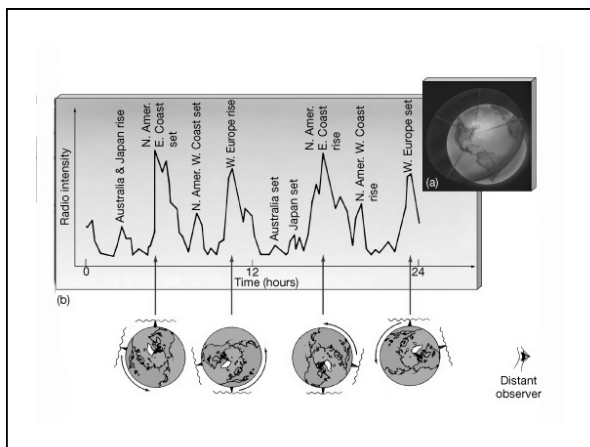 Radio intensity
Australia & Japan rise
N. Amer.
E. Coast
set
N. Amer. W. Coast set
W. Europe rise
Australia set
Japan set
N. Amer.
E. Coast
rise
N. Amer. W. Coast
rise
W. Europe set
(a)
0
12
24
Time (hours)
(b)
Distant
observer